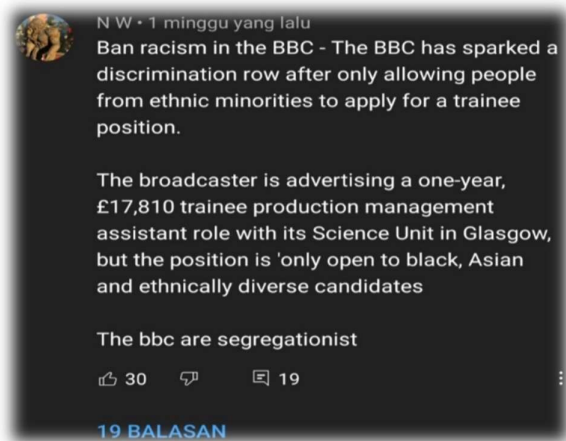 N W • 1 minggu yang lalu
Ban racism in the BBC - The BBC has sparked a
discrimination row after only allowing people
from ethnic minorities to apply for a trainee
position.
The broadcaster is advertising a one-year,
£17,810 trainee production management
assistant role with its Science Unit in Glasgow,
but the position is 'only open to black, Asian
and ethnically diverse candidates
The bbc are segregationist
30 19
19 BALASAN